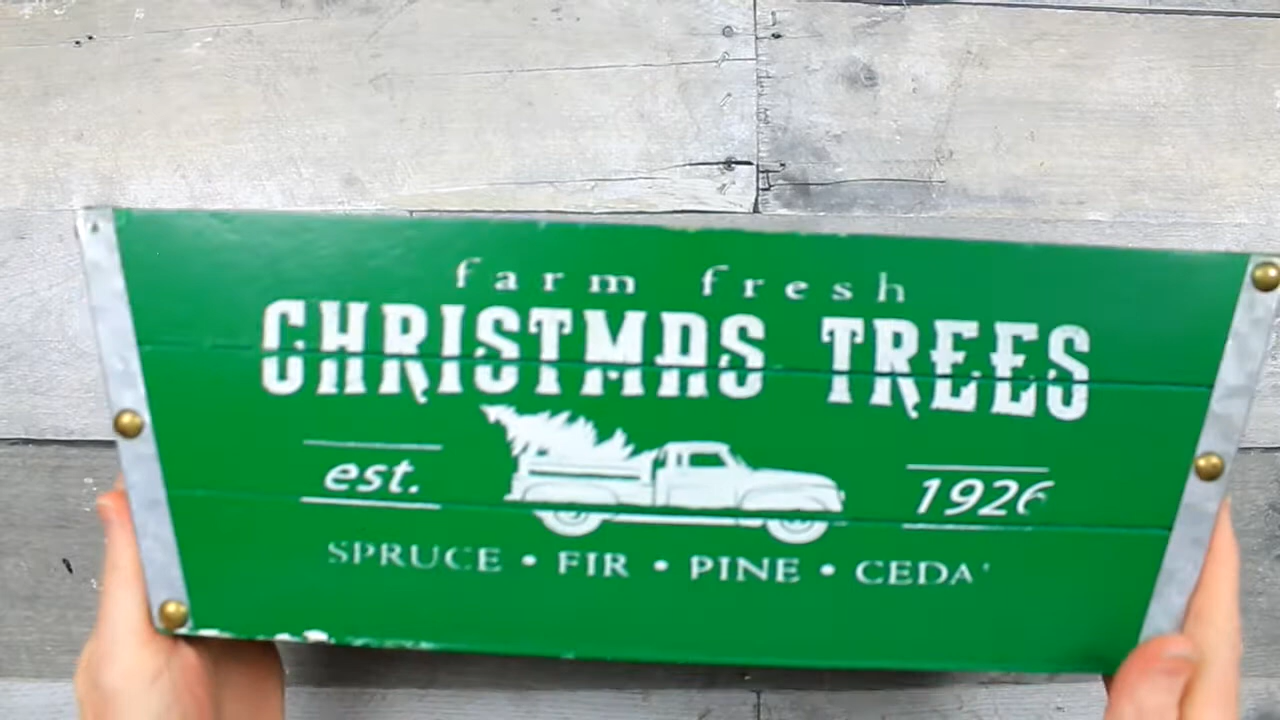 farm fresh
CHRISTMAS TREES
est.
1926
SPRUCE • FIR • PINE •